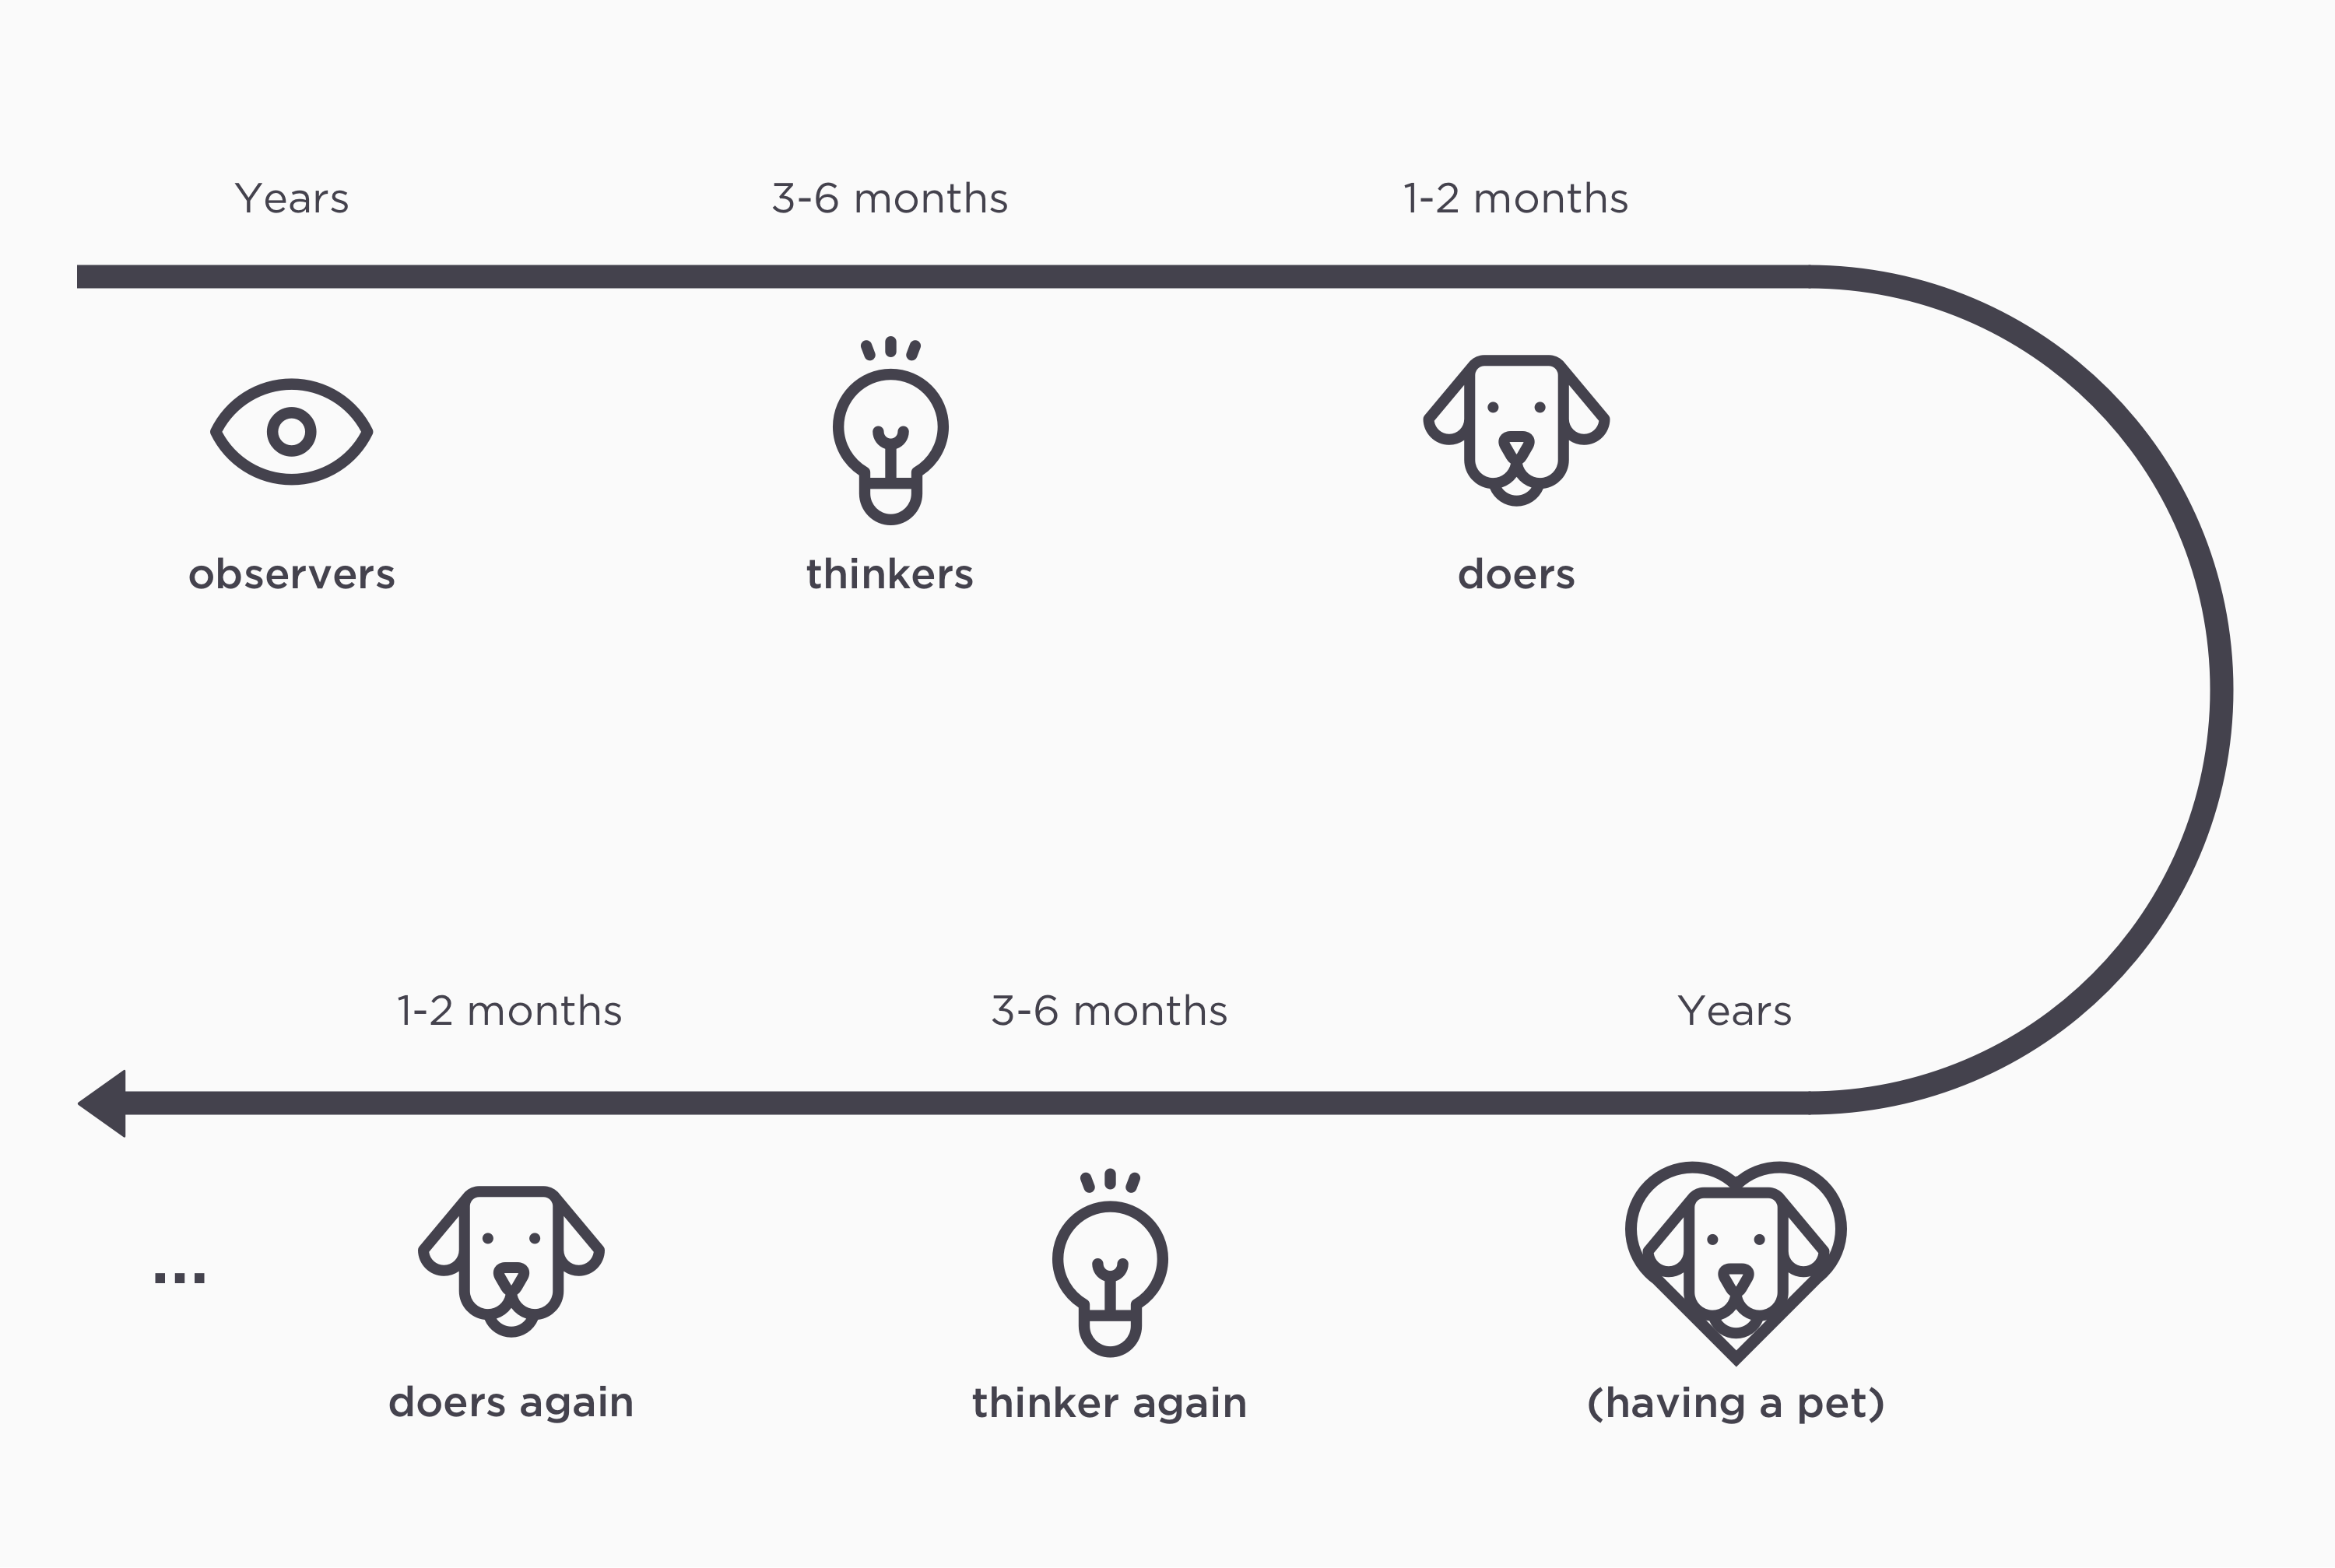 Years
3-6 months
1-2 months
observers
thinkers
doers
1-2 months
3-6 months
Years
...
doers again
thinker again
(having a pet)